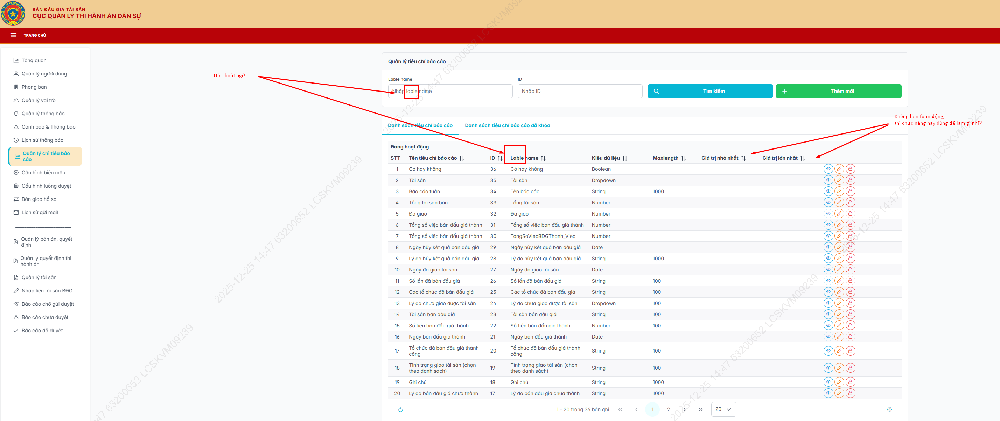 BÁN ĐẤU GIÁ TÀI SẢN
CỤC QUẢN LÝ THI HÀNH ÁN DÂN SỰ
TRANG CHỦ
Tổng quan
Quản lý người dùng
Phòng ban
Quản lý vai trò
Quản lý thông báo
Cảnh báo & Thông báo
Lịch sử thông báo
Quản lý chỉ tiêu báo
cáo
Cấu hình biểu mẫu
Cấu hình luồng duyệt
Bàn giao hồ sơ
Lịch sử gửi mail
Quản lý bản án, quyết
định
Quản lý quyết định thi
hành án
Quản lý tài sản
Nhập liệu tài sản BĐG
Báo cáo chờ gửi duyệt
Báo cáo chưa duyệt
Báo cáo đã duyệt
Đổi thuật ngữ
Quản lý tiêu chí báo cáo
Lable name ID
Nhập lable name Nhập ID Tìm kiếm Thêm mới
Không làm form động;
thì chức năng này dùng để làm gì nhỉ?
Danh sách tiêu chí báo cáo Danh sách tiêu chí báo cáo đã khóa
Đang hoạt động
STT Tên tiêu chí báo cáo ID Lable name Kiểu dữ liệu Maxlength Giá trị nhỏ nhất Giá trị lớn nhất
1 Có hay không 36 Có hay không Boolean
2 Tài sản 35 Tài sản Dropdown
3 Báo cáo tuần 34 Tên báo cáo String 1000
4 Tổng tài sản bán 33 Tổng tài sản Number
5 Đã giao 32 Đã giao Number
6 Tổng số việc bán đấu giá thành 31 Tổng số việc bán đấu giá thành Number
7 Tổng số việc bán đấu giá thành 30 TongSoViecBDGThanh_Viec Number
8 Ngày hủy kết quả bán đấu giá 29 Ngày hủy kết quả bán đấu giá Date
9 Lý do hủy kết quả bán đấu giá 28 Lý do hủy kết quả bán đấu giá String 1000
10 Ngày đã giao tài sản 27 Ngày đã giao tài sản Date
11 Số lần đã bán đấu giá 26 Số lần đã bán đấu giá String 100
12 Các tổ chức đã bán đấu giá 25 Các tổ chức đã bán đấu giá String 100
13 Lý do chưa giao được tài sản 24 Lý do chưa giao được tài sản Dropdown 100
14 Tài sản bán đấu giá 23 Tài sản bán đấu giá String 100
15 Số tiền bán đấu giá thành 22 Số tiền bán đấu giá thành Number 100
16 Ngày bán đấu giá thành 21 Ngày bán đấu giá thành Date
17 Tổ chức đã bán đấu giá thành công 20 Tổ chức đã bán đấu giá thành công String 100
18 Tình trạng giao tài sản (chọn theo danh sách) 19 Tình trạng giao tài sản (chọn theo danh sách) String 100
19 Ghi chú 18 Ghi chú String 1000
20 Lý do bán đấu giá chưa thành 17 Lý do bán đấu giá chưa thành String 1000
1 - 20 trong 36 bản ghi 1 2 20
2025-12-25 14:47 63200652 LCSKVM09239
2025-12-25 14:47 63200652 LCSKVM09239
2025-12-25 14:47 63200652 LCSKVM09239
2025-12-25 14:47 63200652 LCSKVM09239